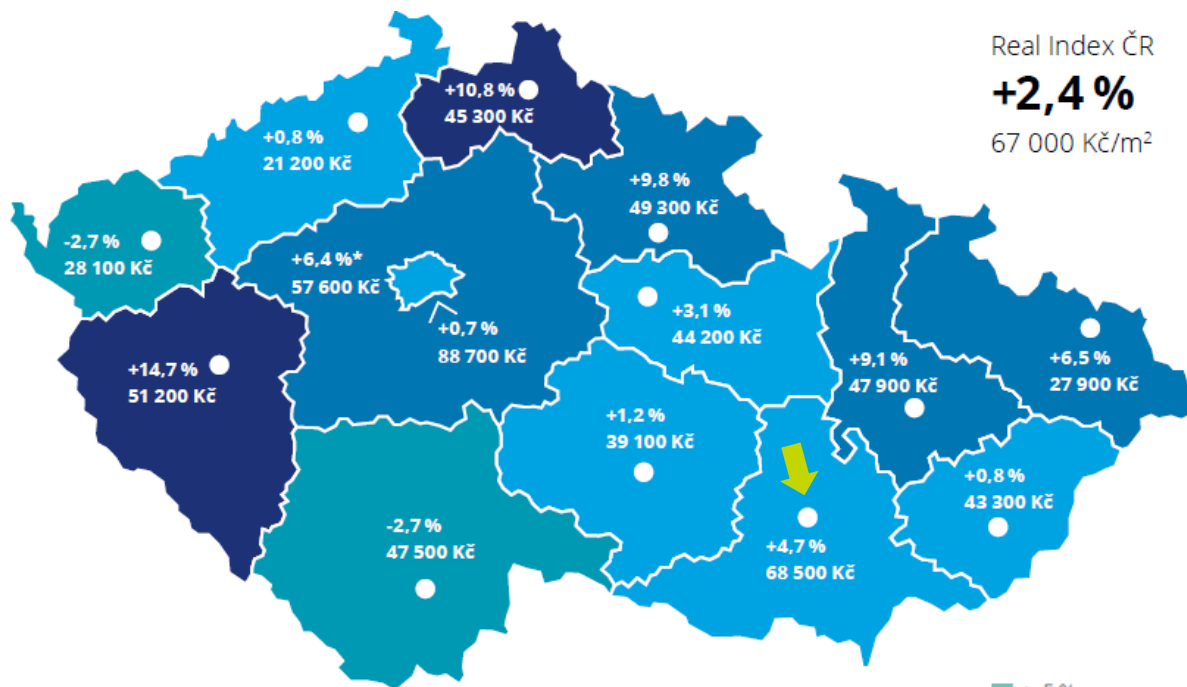 Real Index ČR
+2,4 %
67 000 Kč/m²
+10,8 %
45 300 Kč
+0,8 %
21 200 Kč
+9,8 %
49 300 Kč
-2,7 %
28 100 Kč
+6,4 %*
57 600 Kč
+0,7 %
88 700 Kč
+3,1 %
44 200 Kč
+14,7 %
51 200 Kč
+9,1 %
47 900 Kč
+6,5 %
27 900 Kč
+1,2 %
39 100 Kč
+0,8 %
43 300 Kč
-2,7 %
47 500 Kč
+4,7 %
68 500 Kč